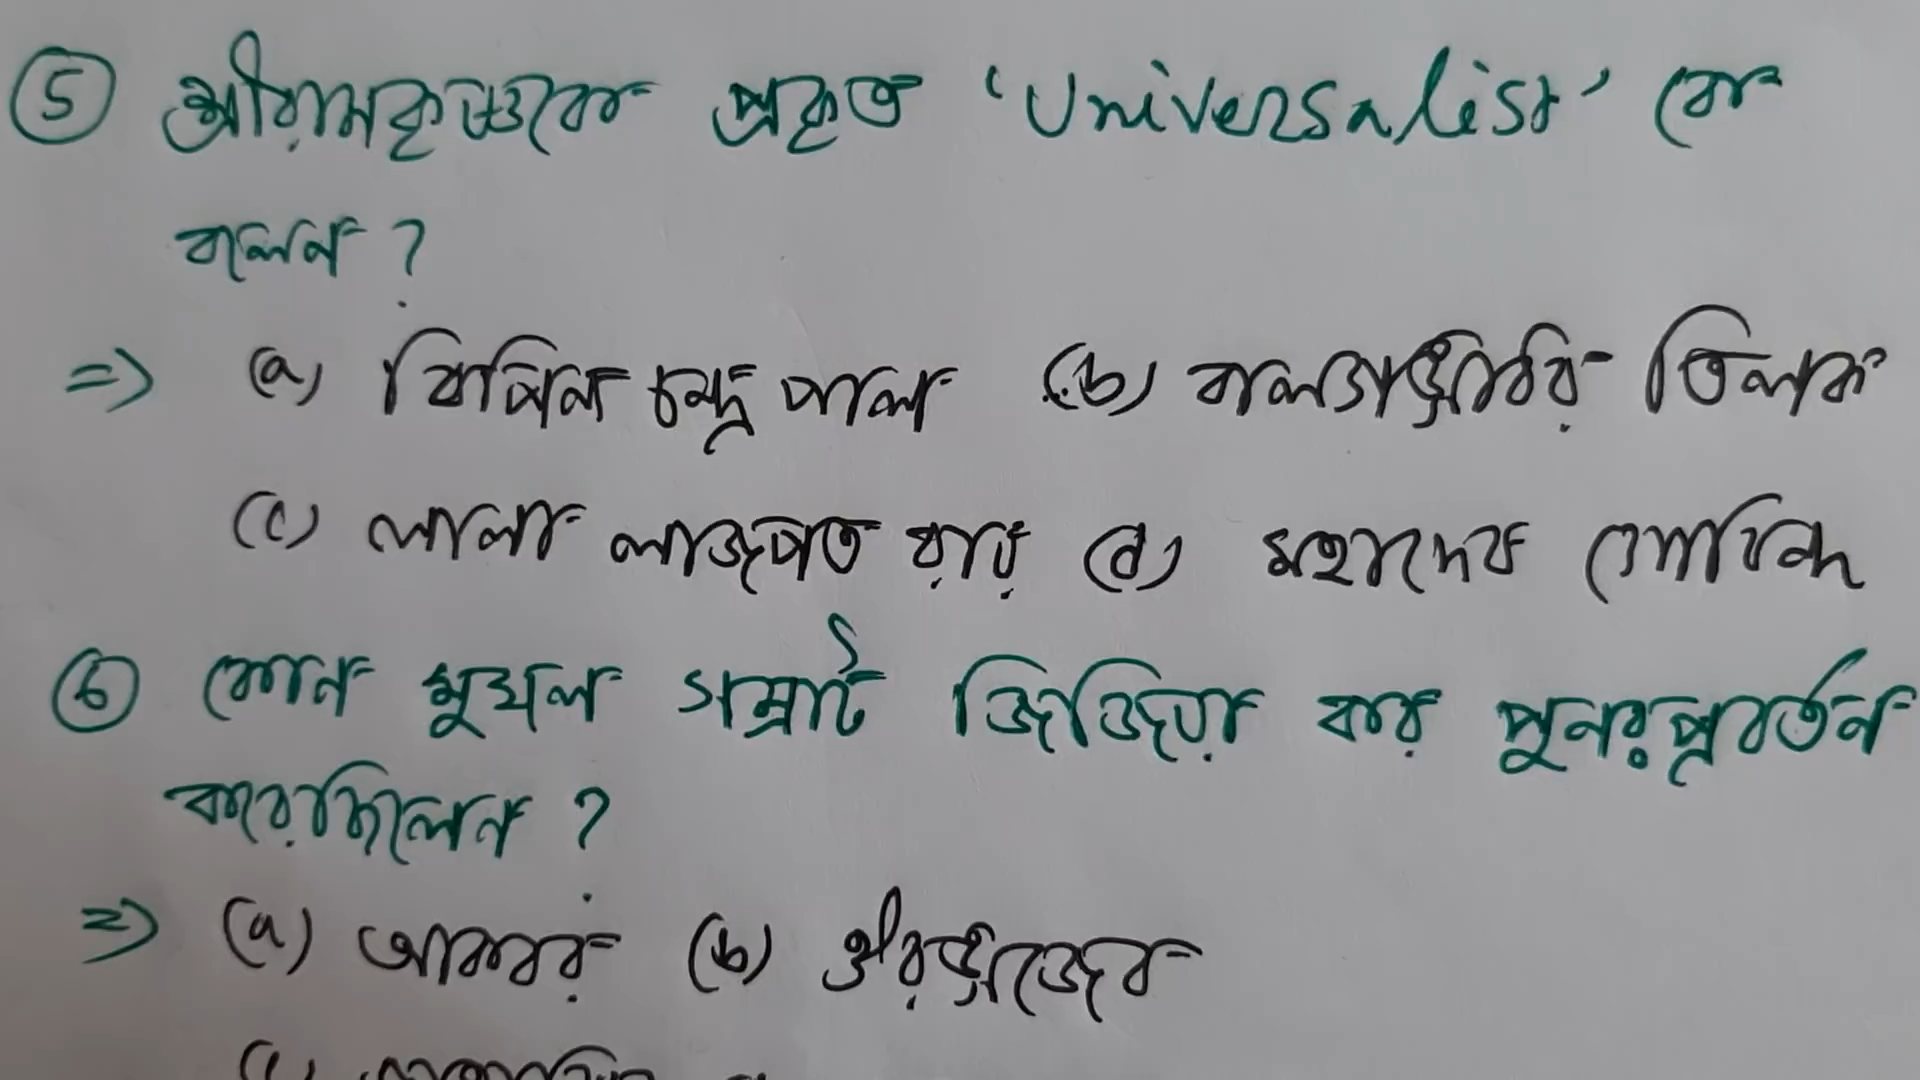 ⑤ শ্রীরামকৃষ্ণকে প্রকৃত 'Universalist' কে
বলেন ?
=> (a) বিপিন চন্দ্র পাল (b) বালগঙ্গাধর তিলক
(c) লালা লাজপত রায় (d) মহাদেব গোবিন্দ
⑥ কোন মুঘল সম্রাট জিজিয়া কর পুনরপ্রবর্তন
করেছিলেন ?
=> (a) আকবর (b) ঔরঙ্গজেব
(c)